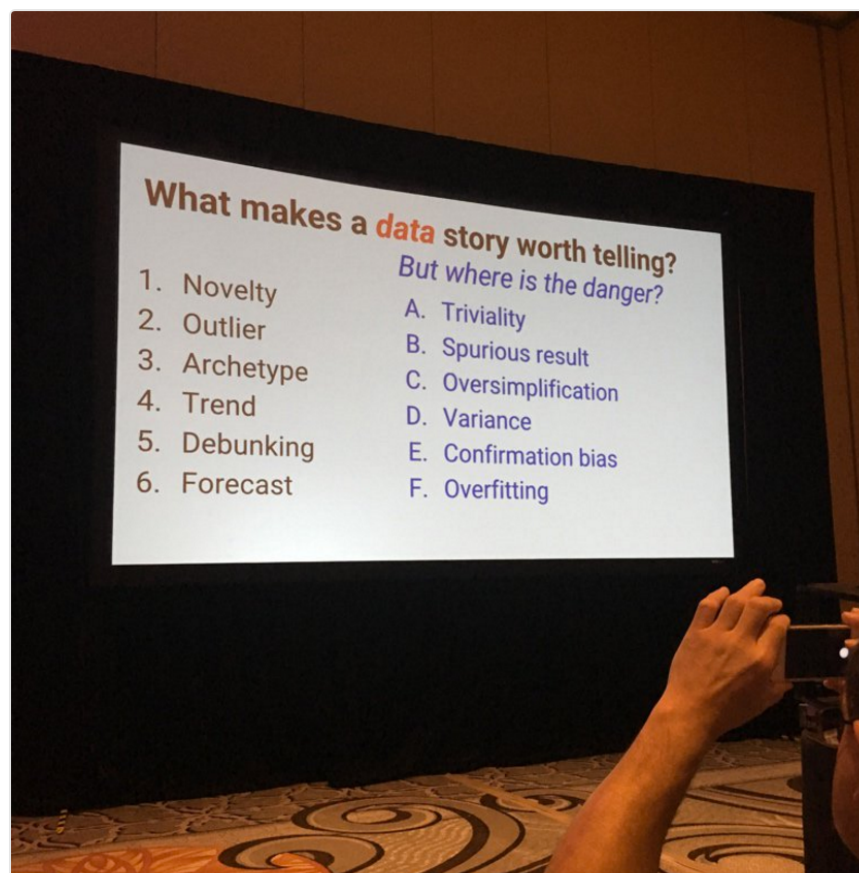 What makes a data story worth telling?
But where is the danger?
1. Novelty
2. Outlier
3. Archetype
4. Trend
5. Debunking
6. Forecast
A. Triviality
B. Spurious result
C. Oversimplification
D. Variance
E. Confirmation bias
F. Overfitting